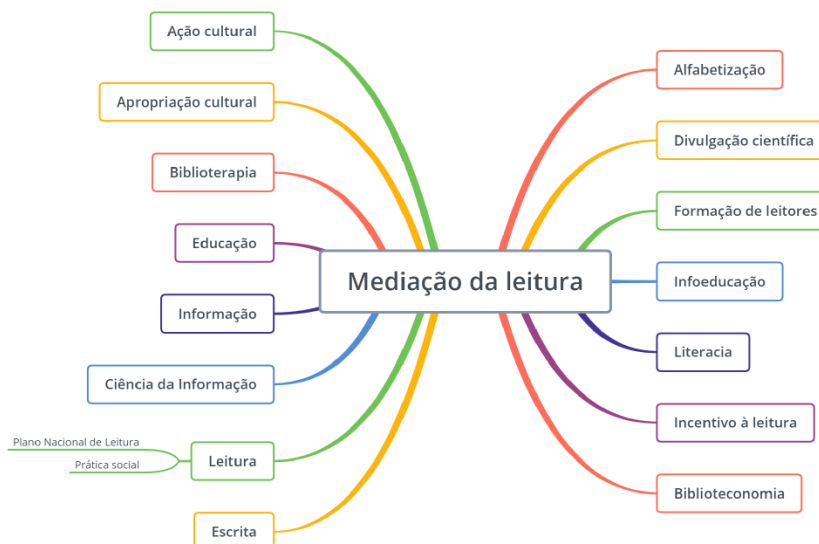 Ação cultural
Apropriação cultural
Biblioterapia
Educação
Informação
Ciência da Informação
Leitura
Plano Nacional de Leitura
Prática social
Escrita
Mediação da leitura
Alfabetização
Divulgação científica
Formação de leitores
Infoeducação
Literacia
Incentivo à leitura
Biblioteconomia